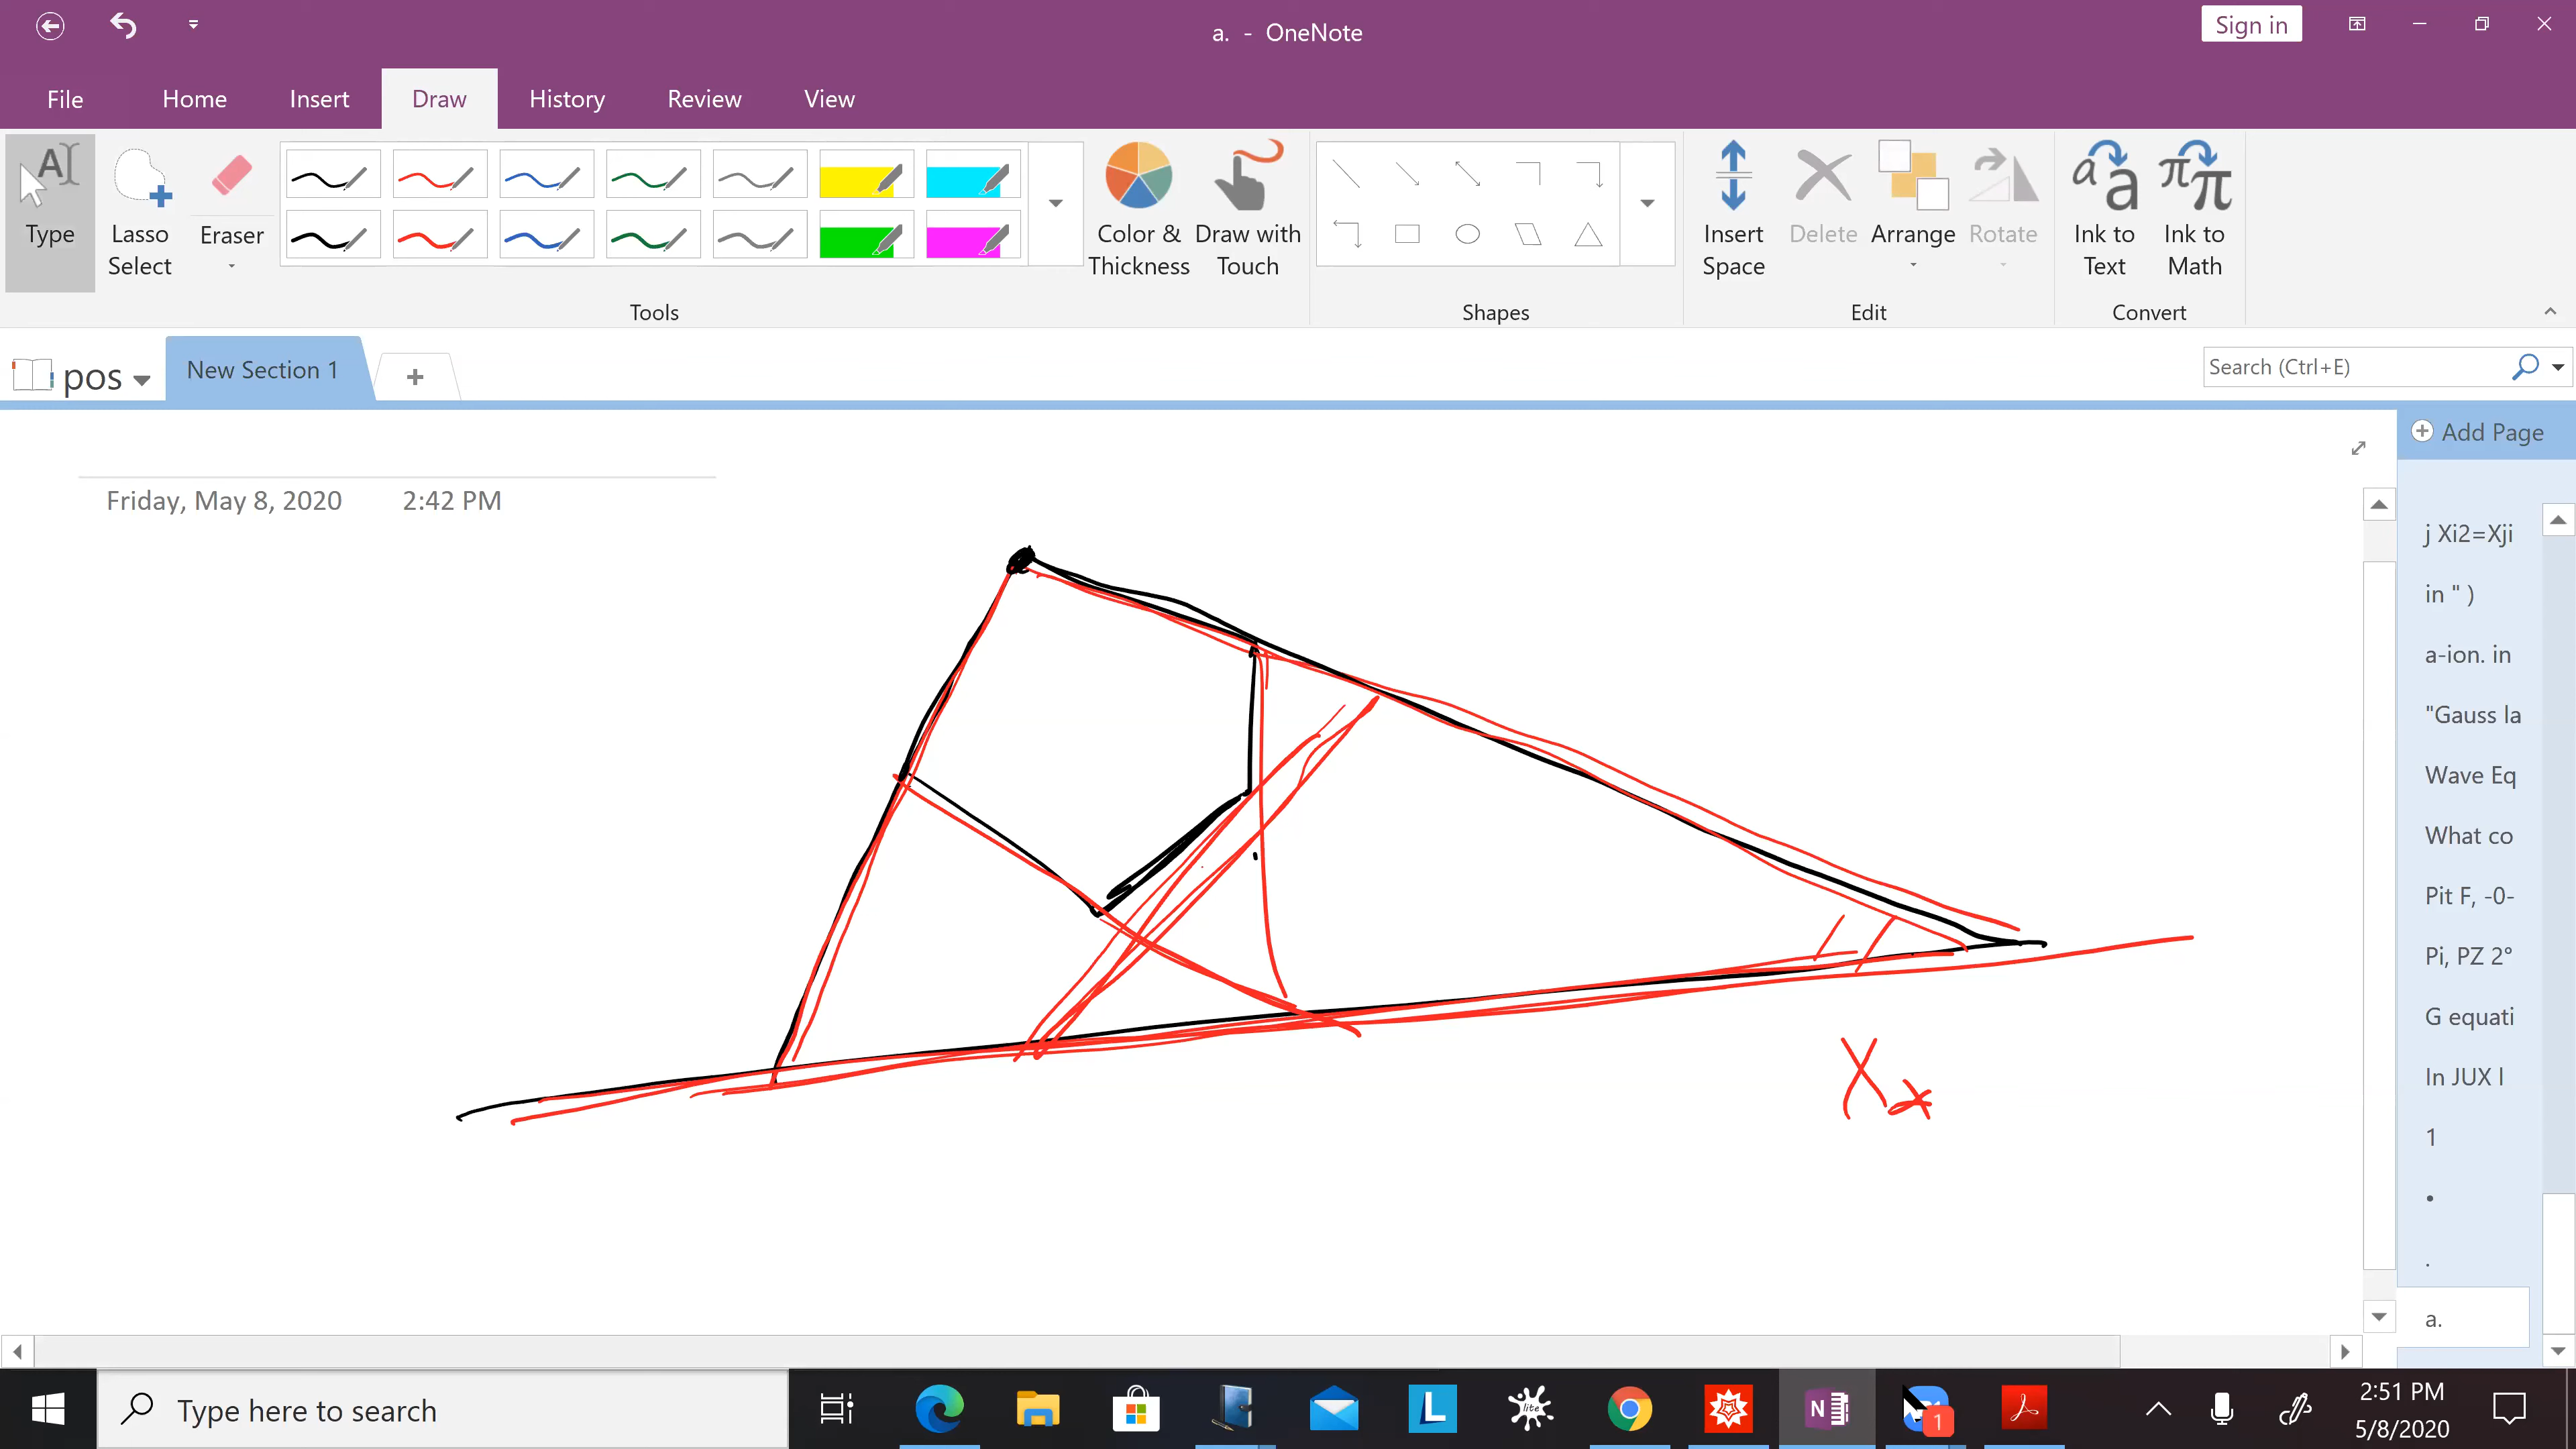 a. - OneNote
Sign in
File Home Insert Draw History Review View
Type
Lasso Select
Eraser
Color & Thickness
Draw with Touch
Insert Space
Delete
Arrange
Rotate
Ink to Text
Ink to Math
Tools
Shapes
Edit
Convert
pos
New Section 1
+
Search (Ctrl+E)
Add Page
Friday, May 8, 2020 2:42 PM
j Xi2=Xji
in " )
a-ion. in
"Gauss la
Wave Eq
What co
Pit F, -0-
Pi, PZ 2°
G equati
In JUX l
1
•
.
a.
Type here to search
L
lite
N
1
2:51 PM
5/8/2020